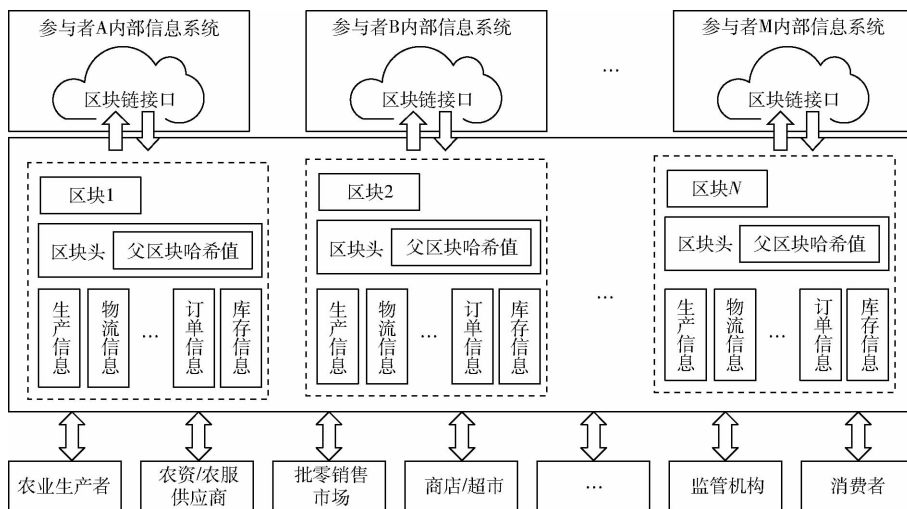 参与者A内部信息系统
参与者B内部信息系统
参与者M内部信息系统
区块链接口
区块链接口
…
区块链接口
区块1
区块2
区块N
区块头
父区块哈希值
区块头
父区块哈希值
区块头
父区块哈希值
生产信息
物流信息
…
订单信息
库存信息
生产信息
物流信息
…
订单信息
库存信息
…
生产信息
物流信息
…
订单信息
库存信息
农业生产者
农资/农服
供应商
批零销售
市场
商店/超市
…
监管机构
消费者